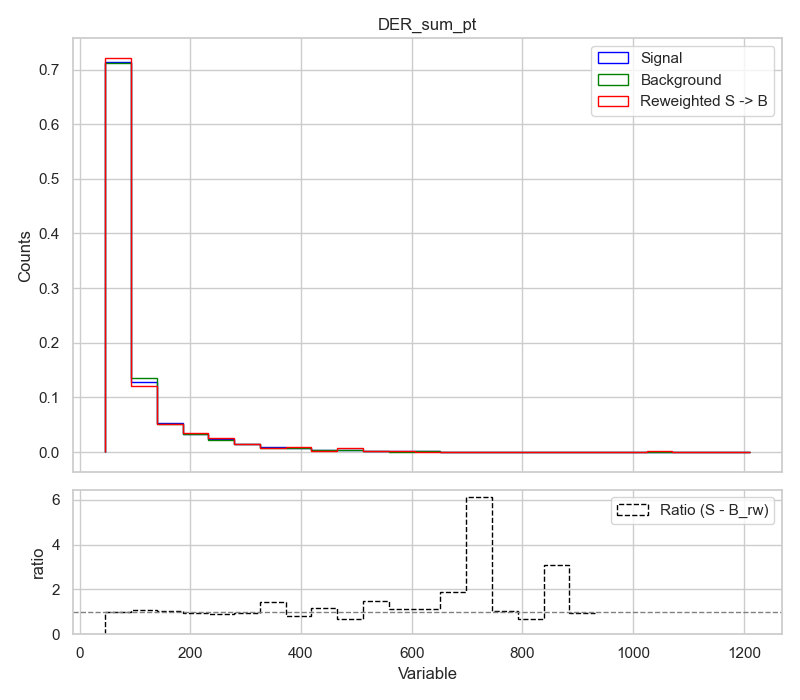 DER_sum_pt
Signal
Background
Reweighted S -> B
0.7
0.6
0.5
0.4
0.3
0.2
0.1
0.0
Counts
Ratio (S - B_rw)
6
4
2
0
ratio
0 200 400 600 800 1000 1200
Variable